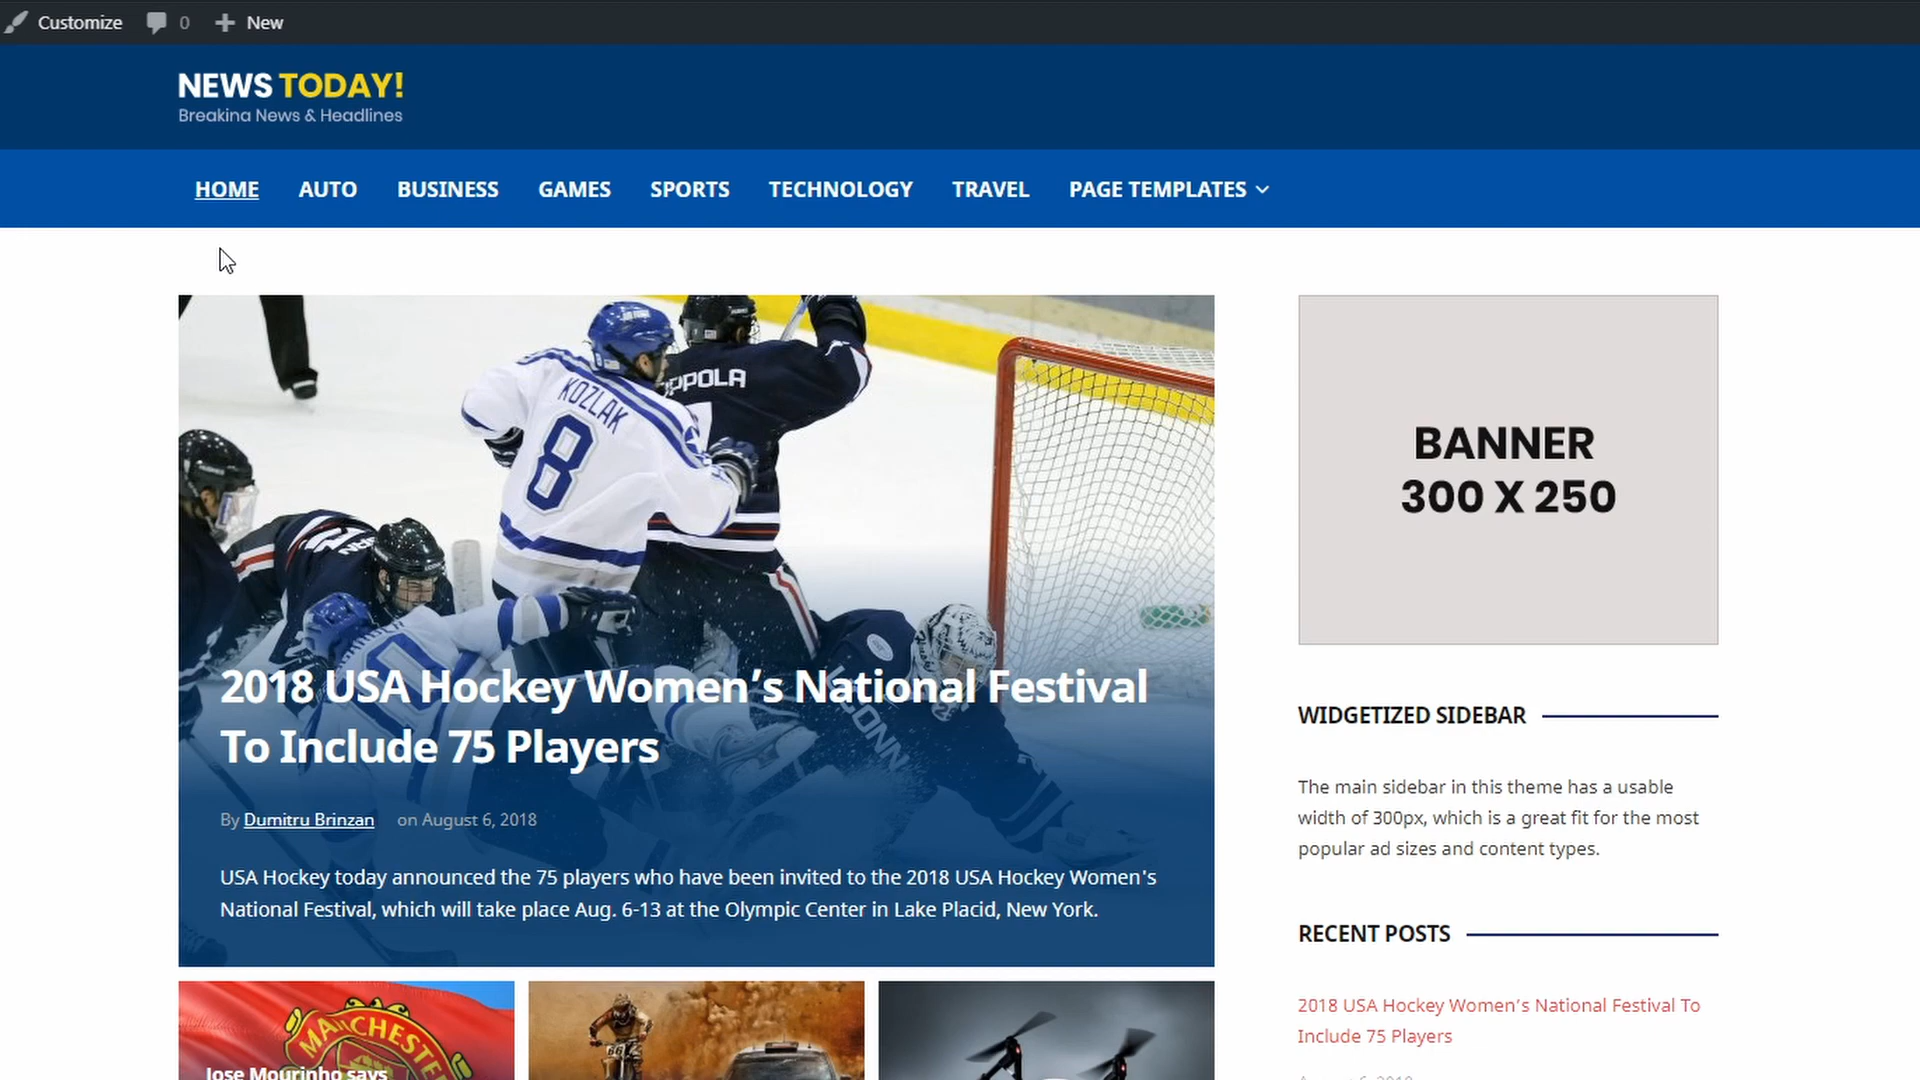 Customize 0 New
NEWS TODAY!
Breaking News & Headlines
HOME AUTO BUSINESS GAMES SPORTS TECHNOLOGY TRAVEL PAGE TEMPLATES
KOZLAK
8
PPOLA
BANNER
300 X 250
2018 USA Hockey Women’s National Festival
To Include 75 Players
By Dumitru Brinzan on August 6, 2018
USA Hockey today announced the 75 players who have been invited to the 2018 USA Hockey Women's
National Festival, which will take place Aug. 6-13 at the Olympic Center in Lake Placid, New York.
10
CONN
WIDGETIZED SIDEBAR
The main sidebar in this theme has a usable
width of 300px, which is a great fit for the most
popular ad sizes and content types.
RECENT POSTS
2018 USA Hockey Women’s National Festival To
Include 75 Players
MANCHESTE
Jose Mourinho says
66